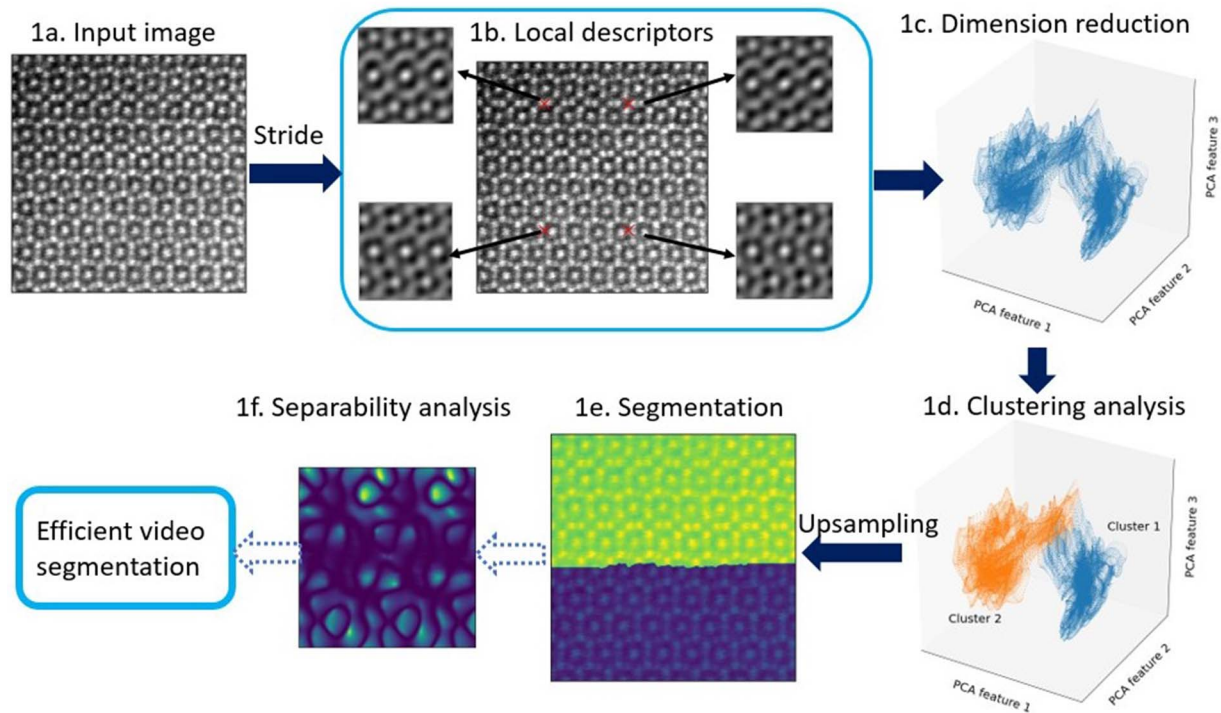 1a. Input image
Stride
1b. Local descriptors
1c. Dimension reduction
PCA feature 1
PCA feature 2
PCA feature 3
1d. Clustering analysis
Cluster 1
Cluster 2
PCA feature 1
PCA feature 2
PCA feature 3
Upsampling
1e. Segmentation
1f. Separability analysis
Efficient video
segmentation